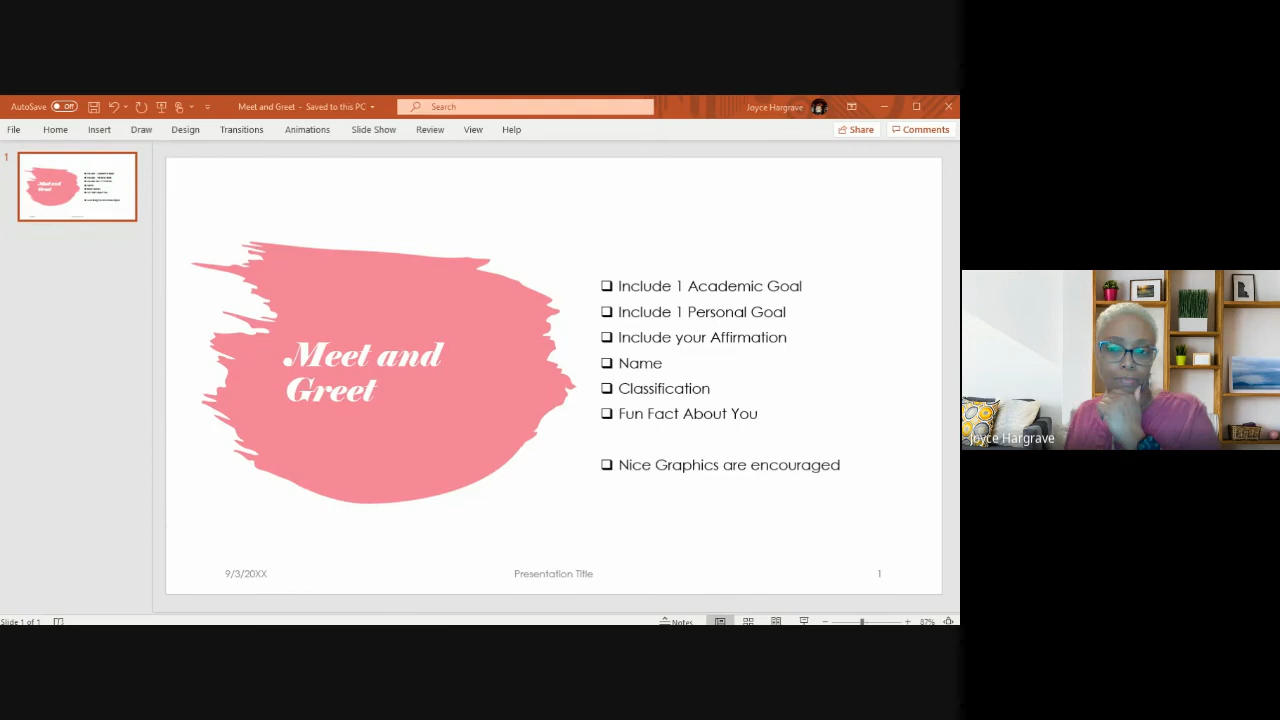 AutoSave Off
Meet and Greet - Saved to this PC
Search
Joyce Hargrave
File Home Insert Draw Design Transitions Animations Slide Show Review View Help
Share Comments
1
Meet and
Greet
Include 1 Academic Goal
Include 1 Personal Goal
Include your Affirmation
Name
Classification
Fun Fact About You
Nice Graphics are encouraged
9/3/20XX Presentation Title 1
Joyce Hargrave
Slide 1 of 1 Notes 87%